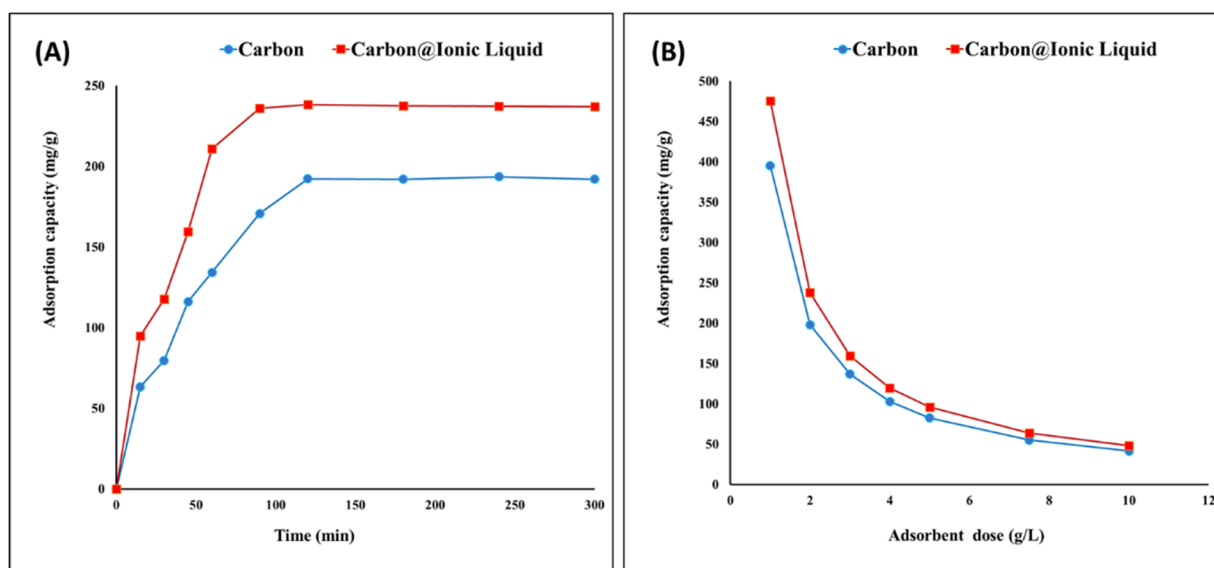 (A)
Carbon
Carbon@Ionic Liquid
250
200
150
100
50
0
0 50 100 150 200 250 300
Adsorption capacity (mg/g)
Time (min)
(B)
Carbon
Carbon@Ionic Liquid
500
450
400
350
300
250
200
150
100
50
0
0 2 4 6 8 10 12
Adsorption capacity (mg/g)
Adsorbent dose (g/L)